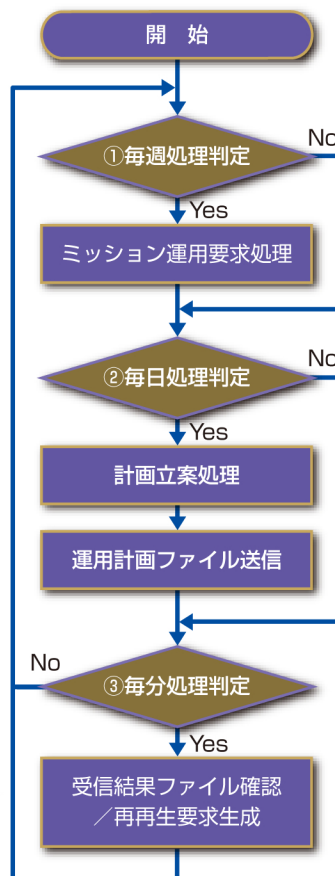 開　始
①毎週処理判定
No
Yes
ミッション運用要求処理
②毎日処理判定
No
Yes
計画立案処理
運用計画ファイル送信
No
③毎分処理判定
Yes
受信結果ファイル確認
／再再生要求生成